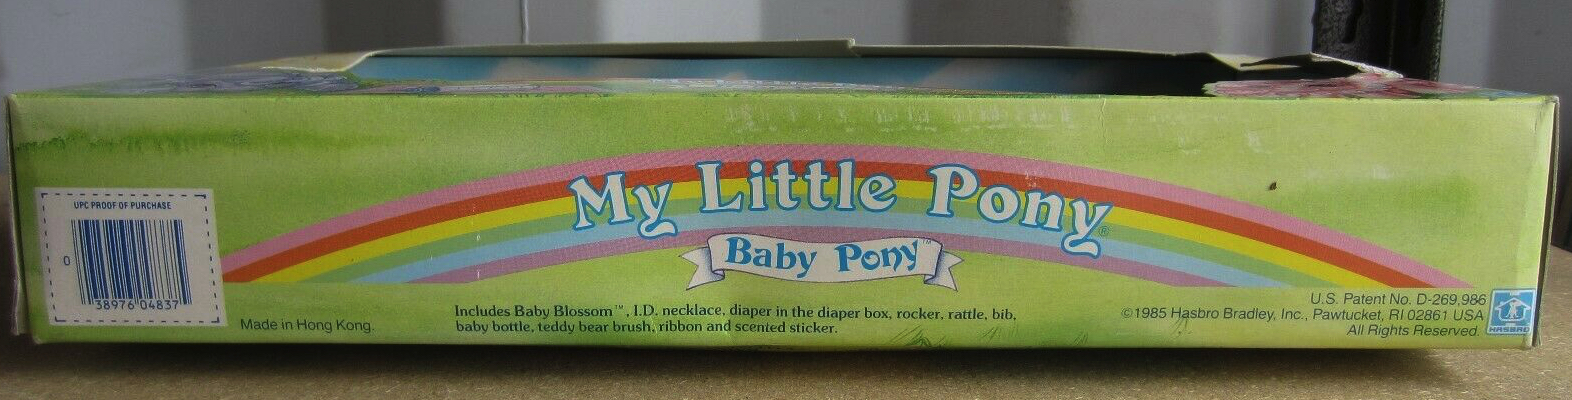 My Little Pony®
Baby Pony™
UPC PROOF OF PURCHASE
0
38976 04837
Made in Hong Kong.
Includes Baby Blossom™, I.D. necklace, diaper in the diaper box, rocker, rattle, bib,
baby bottle, teddy bear brush, ribbon and scented sticker.
U.S. Patent No. D-269,986
©1985 Hasbro Bradley, Inc., Pawtucket, RI 02861 USA
All Rights Reserved.
HASBRO